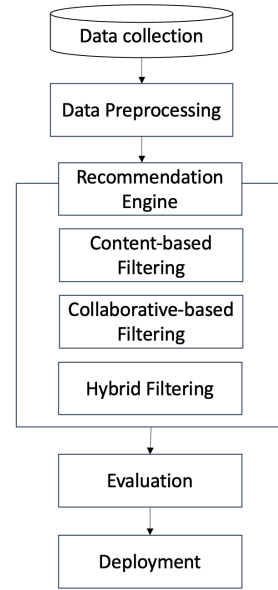 Data collection
Data Preprocessing
Recommendation
Engine
Content-based
Filtering
Collaborative-based
Filtering
Hybrid Filtering
Evaluation
Deployment